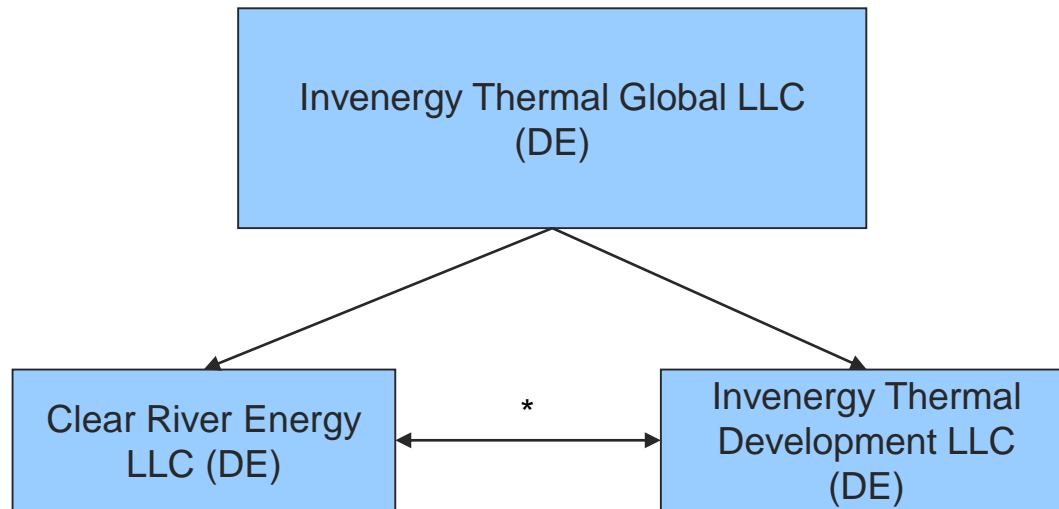 Invenergy Thermal Global LLC
(DE)
*
Clear River Energy
LLC (DE)
Invenergy Thermal
Development LLC
(DE)